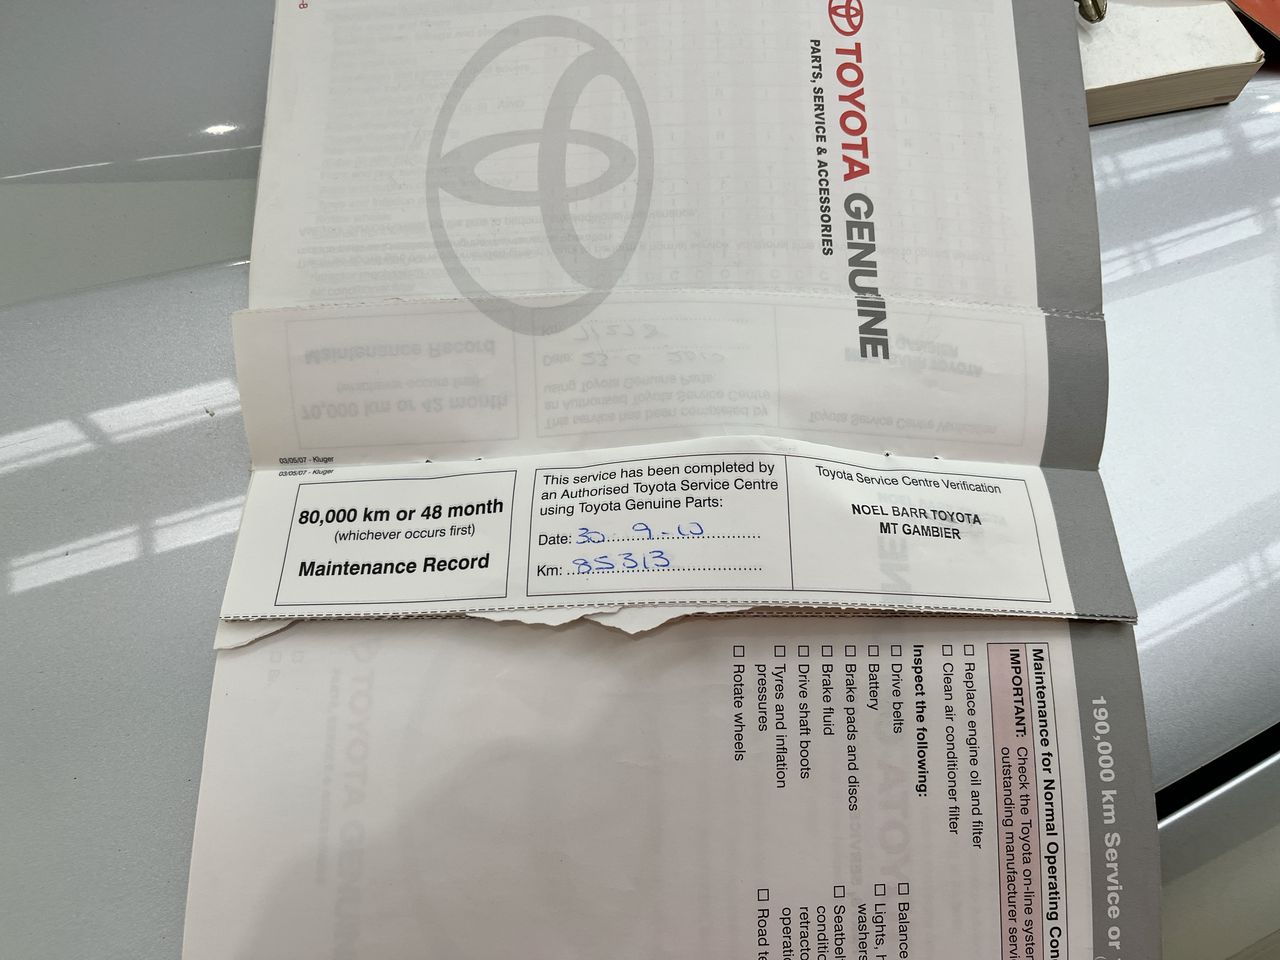 TOYOTA GENUINE
PARTS, SERVICE & ACCESSORIES
03/05/07 - Kluger
03/05/07 - Kluger
80,000 km or 48 month
(whichever occurs first)
Maintenance Record
This service has been completed by
an Authorised Toyota Service Centre
using Toyota Genuine Parts:
Date: 30 - 9 - 10
Km: 85313
Toyota Service Centre Verification
NOEL BARR TOYOTA
MT GAMBIER
190,000 km Service or
Maintenance for Normal Operating Con
IMPORTANT: Check the Toyota on-line system
outstanding manufacturer servi
☐ Replace engine oil and filter
☐ Clean air conditioner filter
Inspect the following:
☐ Drive belts
☐ Battery
☐ Brake pads and discs
☐ Brake fluid
☐ Drive shaft boots
☐ Tyres and inflation
pressures
☐ Rotate wheels
☐ Balance
☐ Lights, h
washers
☐ Seatbel
conditio
retracto
operati
☐ Road te